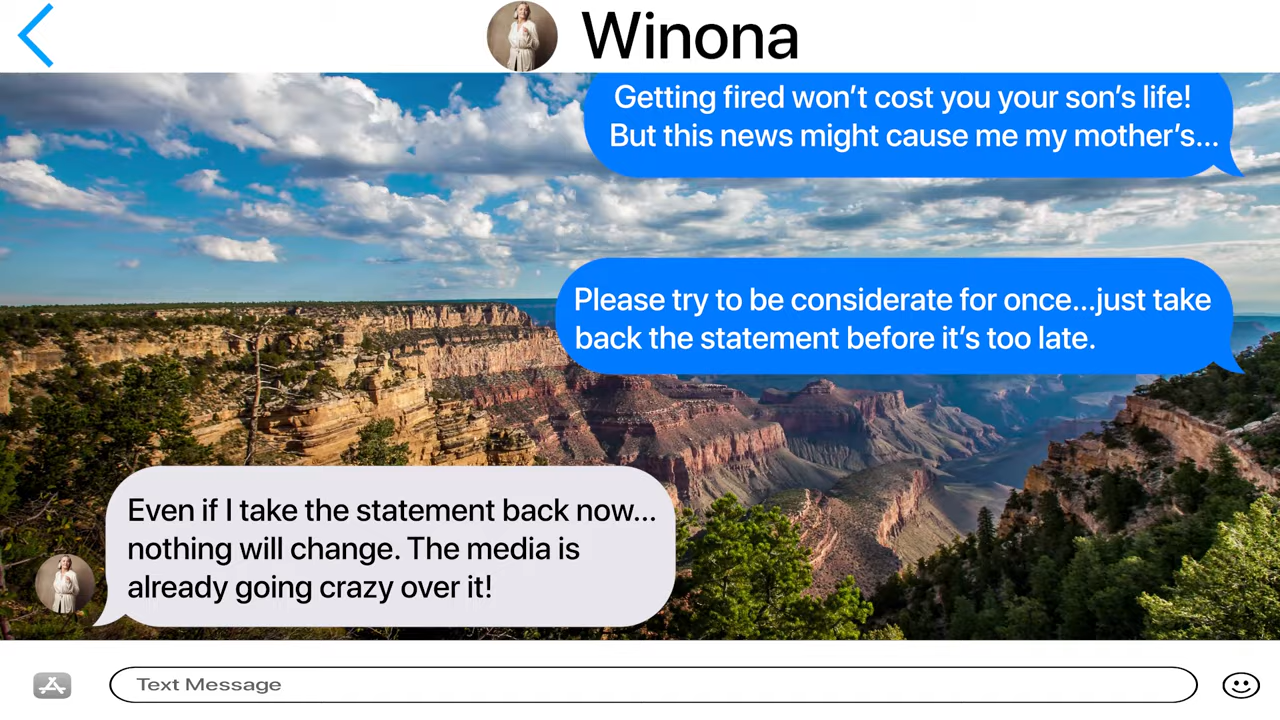 Winona
Getting fired won’t cost you your son’s life!
But this news might cause me my mother’s...
Please try to be considerate for once...just take
back the statement before it’s too late.
Even if I take the statement back now...
nothing will change. The media is
already going crazy over it!
Text Message